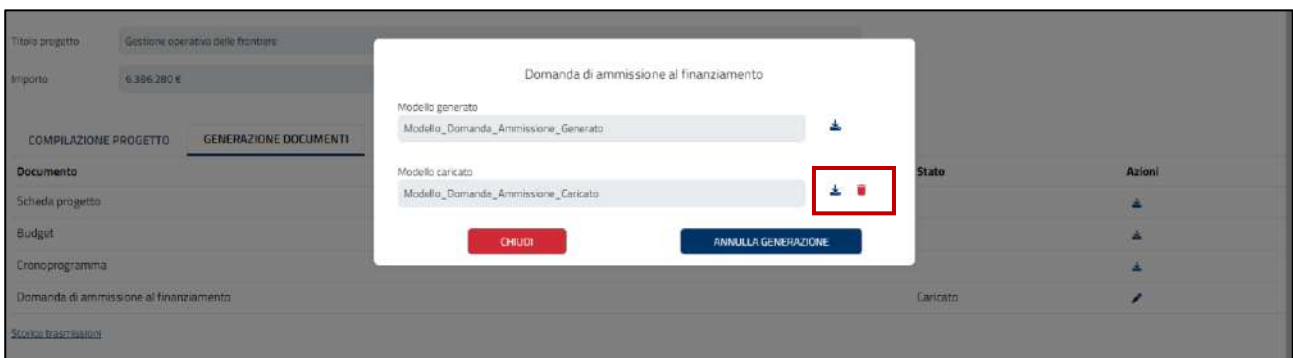 Titolo progetto
Gestione operativa delle frontiere
Importo
6.386.280 €
Domanda di ammissione al finanziamento
Modello generato
Modello_Domanda_Ammissione_Generato
Modello caricato
Modello_Domanda_Ammissione_Caricato
CHIUDI
ANNULLA GENERAZIONE
COMPILAZIONE PROGETTO
GENERAZIONE DOCUMENTI
Documento
Stato
Azioni
Scheda progetto
Budget
Cronoprogramma
Domanda di ammissione al finanziamento
Caricato
Storico trasmissioni